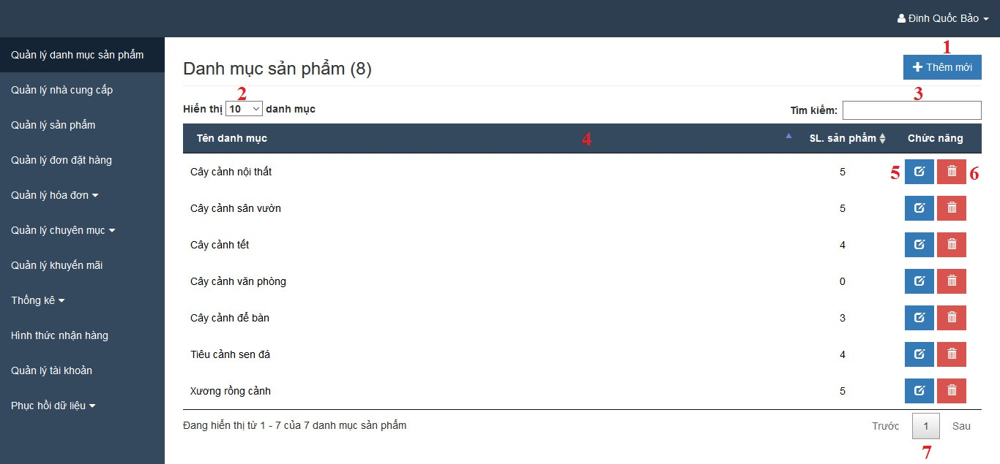 Đinh Quốc Bảo
Quản lý danh mục sản phẩm
Quản lý nhà cung cấp
Quản lý sản phẩm
Quản lý đơn đặt hàng
Quản lý hóa đơn
Quản lý chuyên mục
Quản lý khuyến mãi
Thống kê
Hình thức nhận hàng
Quản lý tài khoản
Phục hồi dữ liệu
1
Danh mục sản phẩm (8) Thêm mới
2 3
Hiển thị 10 danh mục Tìm kiếm:
Tên danh mục 4 SL. sản phẩm Chức năng
Cây cảnh nội thất 5 5 6
Cây cảnh sân vườn 5
Cây cảnh tết 4
Cây cảnh văn phòng 0
Cây cảnh để bàn 3
Tiêu cảnh sen đá 4
Xương rồng cảnh 5
Đang hiển thị từ 1 - 7 của 7 danh mục sản phẩm Trước 1 Sau
7